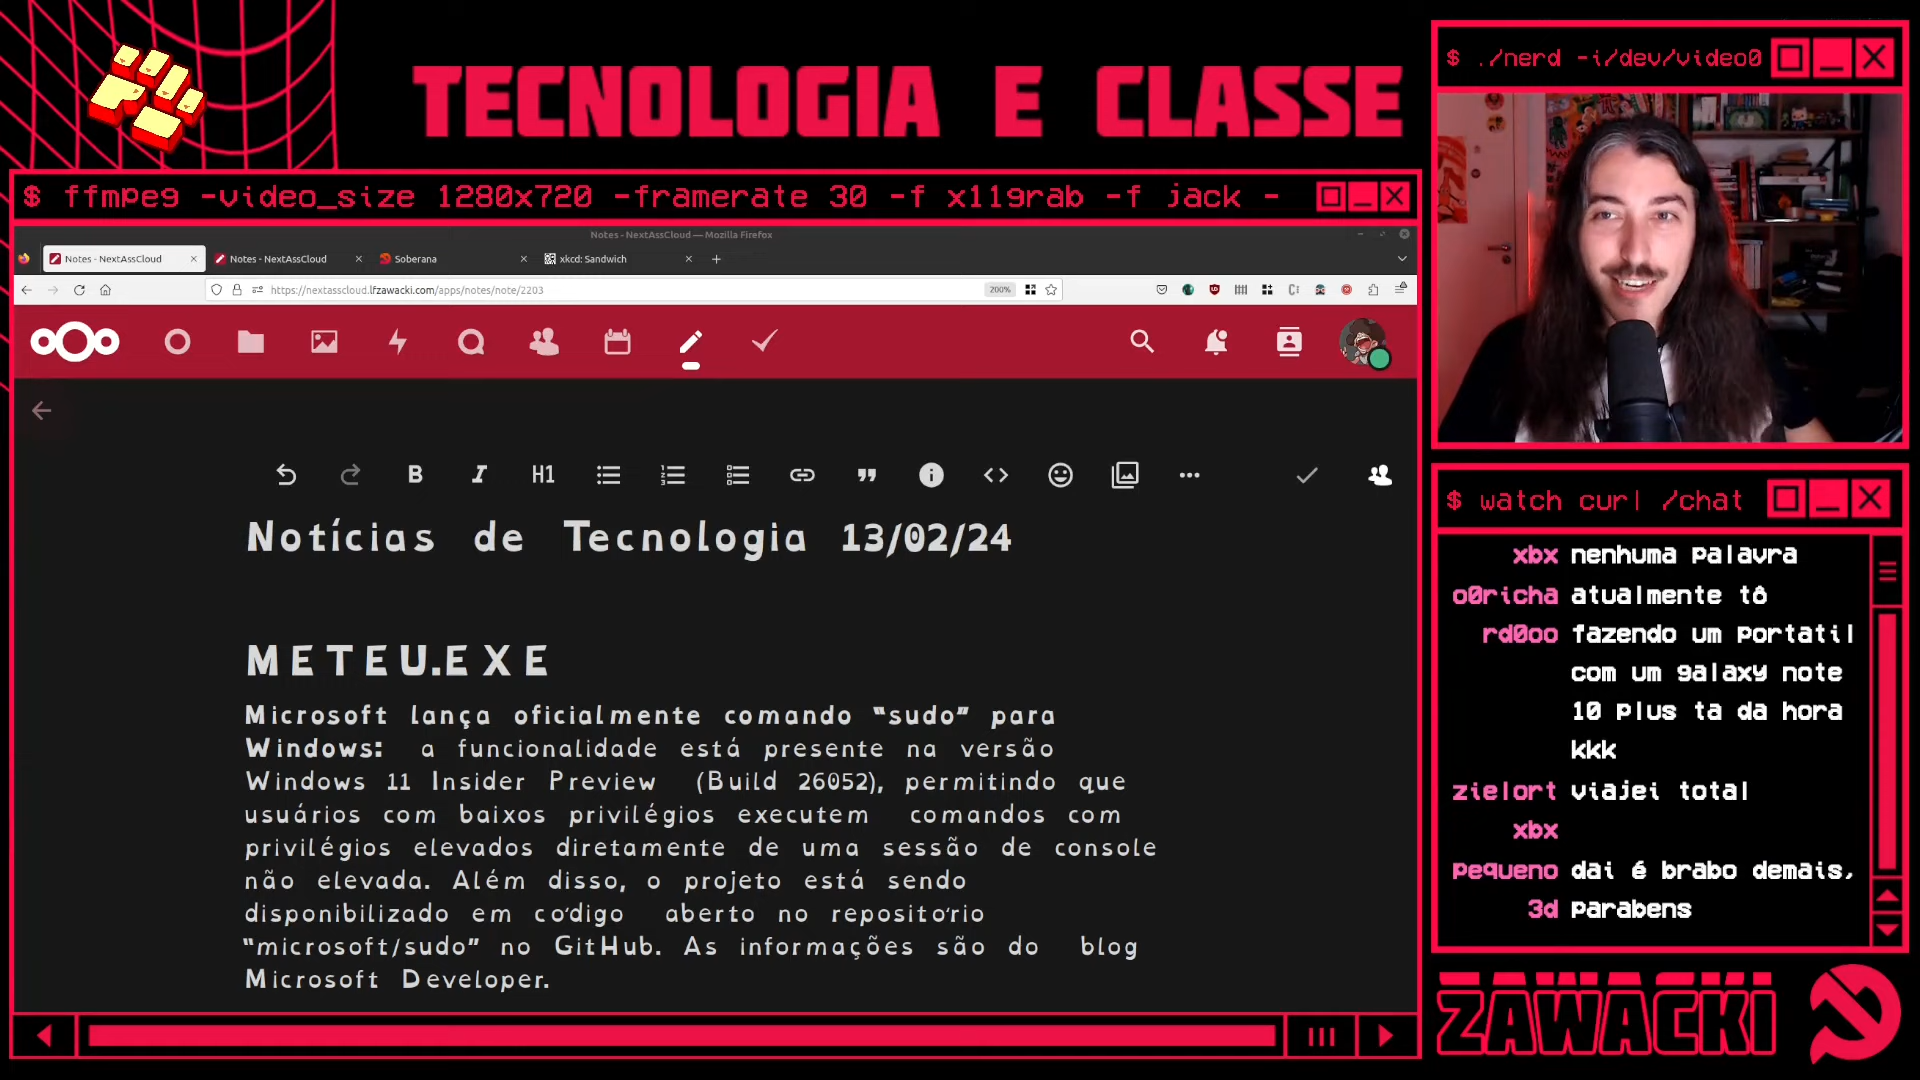 TECNOLOGIA E CLASSE
$ ffmpeg -video_size 1280x720 -framerate 30 -f x11grab -f jack -
Notes - NextAssCloud — Mozilla Firefox
Notes - NextAssCloud
Notes - NextAssCloud
Soberana
xkcd: Sandwich
https://nextasscloud.lfzawacki.com/apps/notes/note/2203
200%
B I H1
Notícias de Tecnologia 13/02/24
METEU.EXE
Microsoft lança oficialmente comando “sudo” para
Windows: a funcionalidade está presente na versão
Windows 11 Insider Preview (Build 26052), permitindo que
usuários com baixos privilégios executem comandos com
privilégios elevados diretamente de uma sessão de console
não elevada. Além disso, o projeto está sendo
disponibilizado em código aberto no repositório
“microsoft/sudo” no GitHub. As informações são do blog
Microsoft Developer.
$ ./nerd -i/dev/video0
$ watch curl /chat
xbx nenhuma palavra
o0richa atualmente tô
rd0oo fazendo um portatil
com um galaxy note
10 plus ta da hora
kkk
zielort viajei total
xbx
pequeno dai é brabo demais,
3d parabens
ZAWACKI